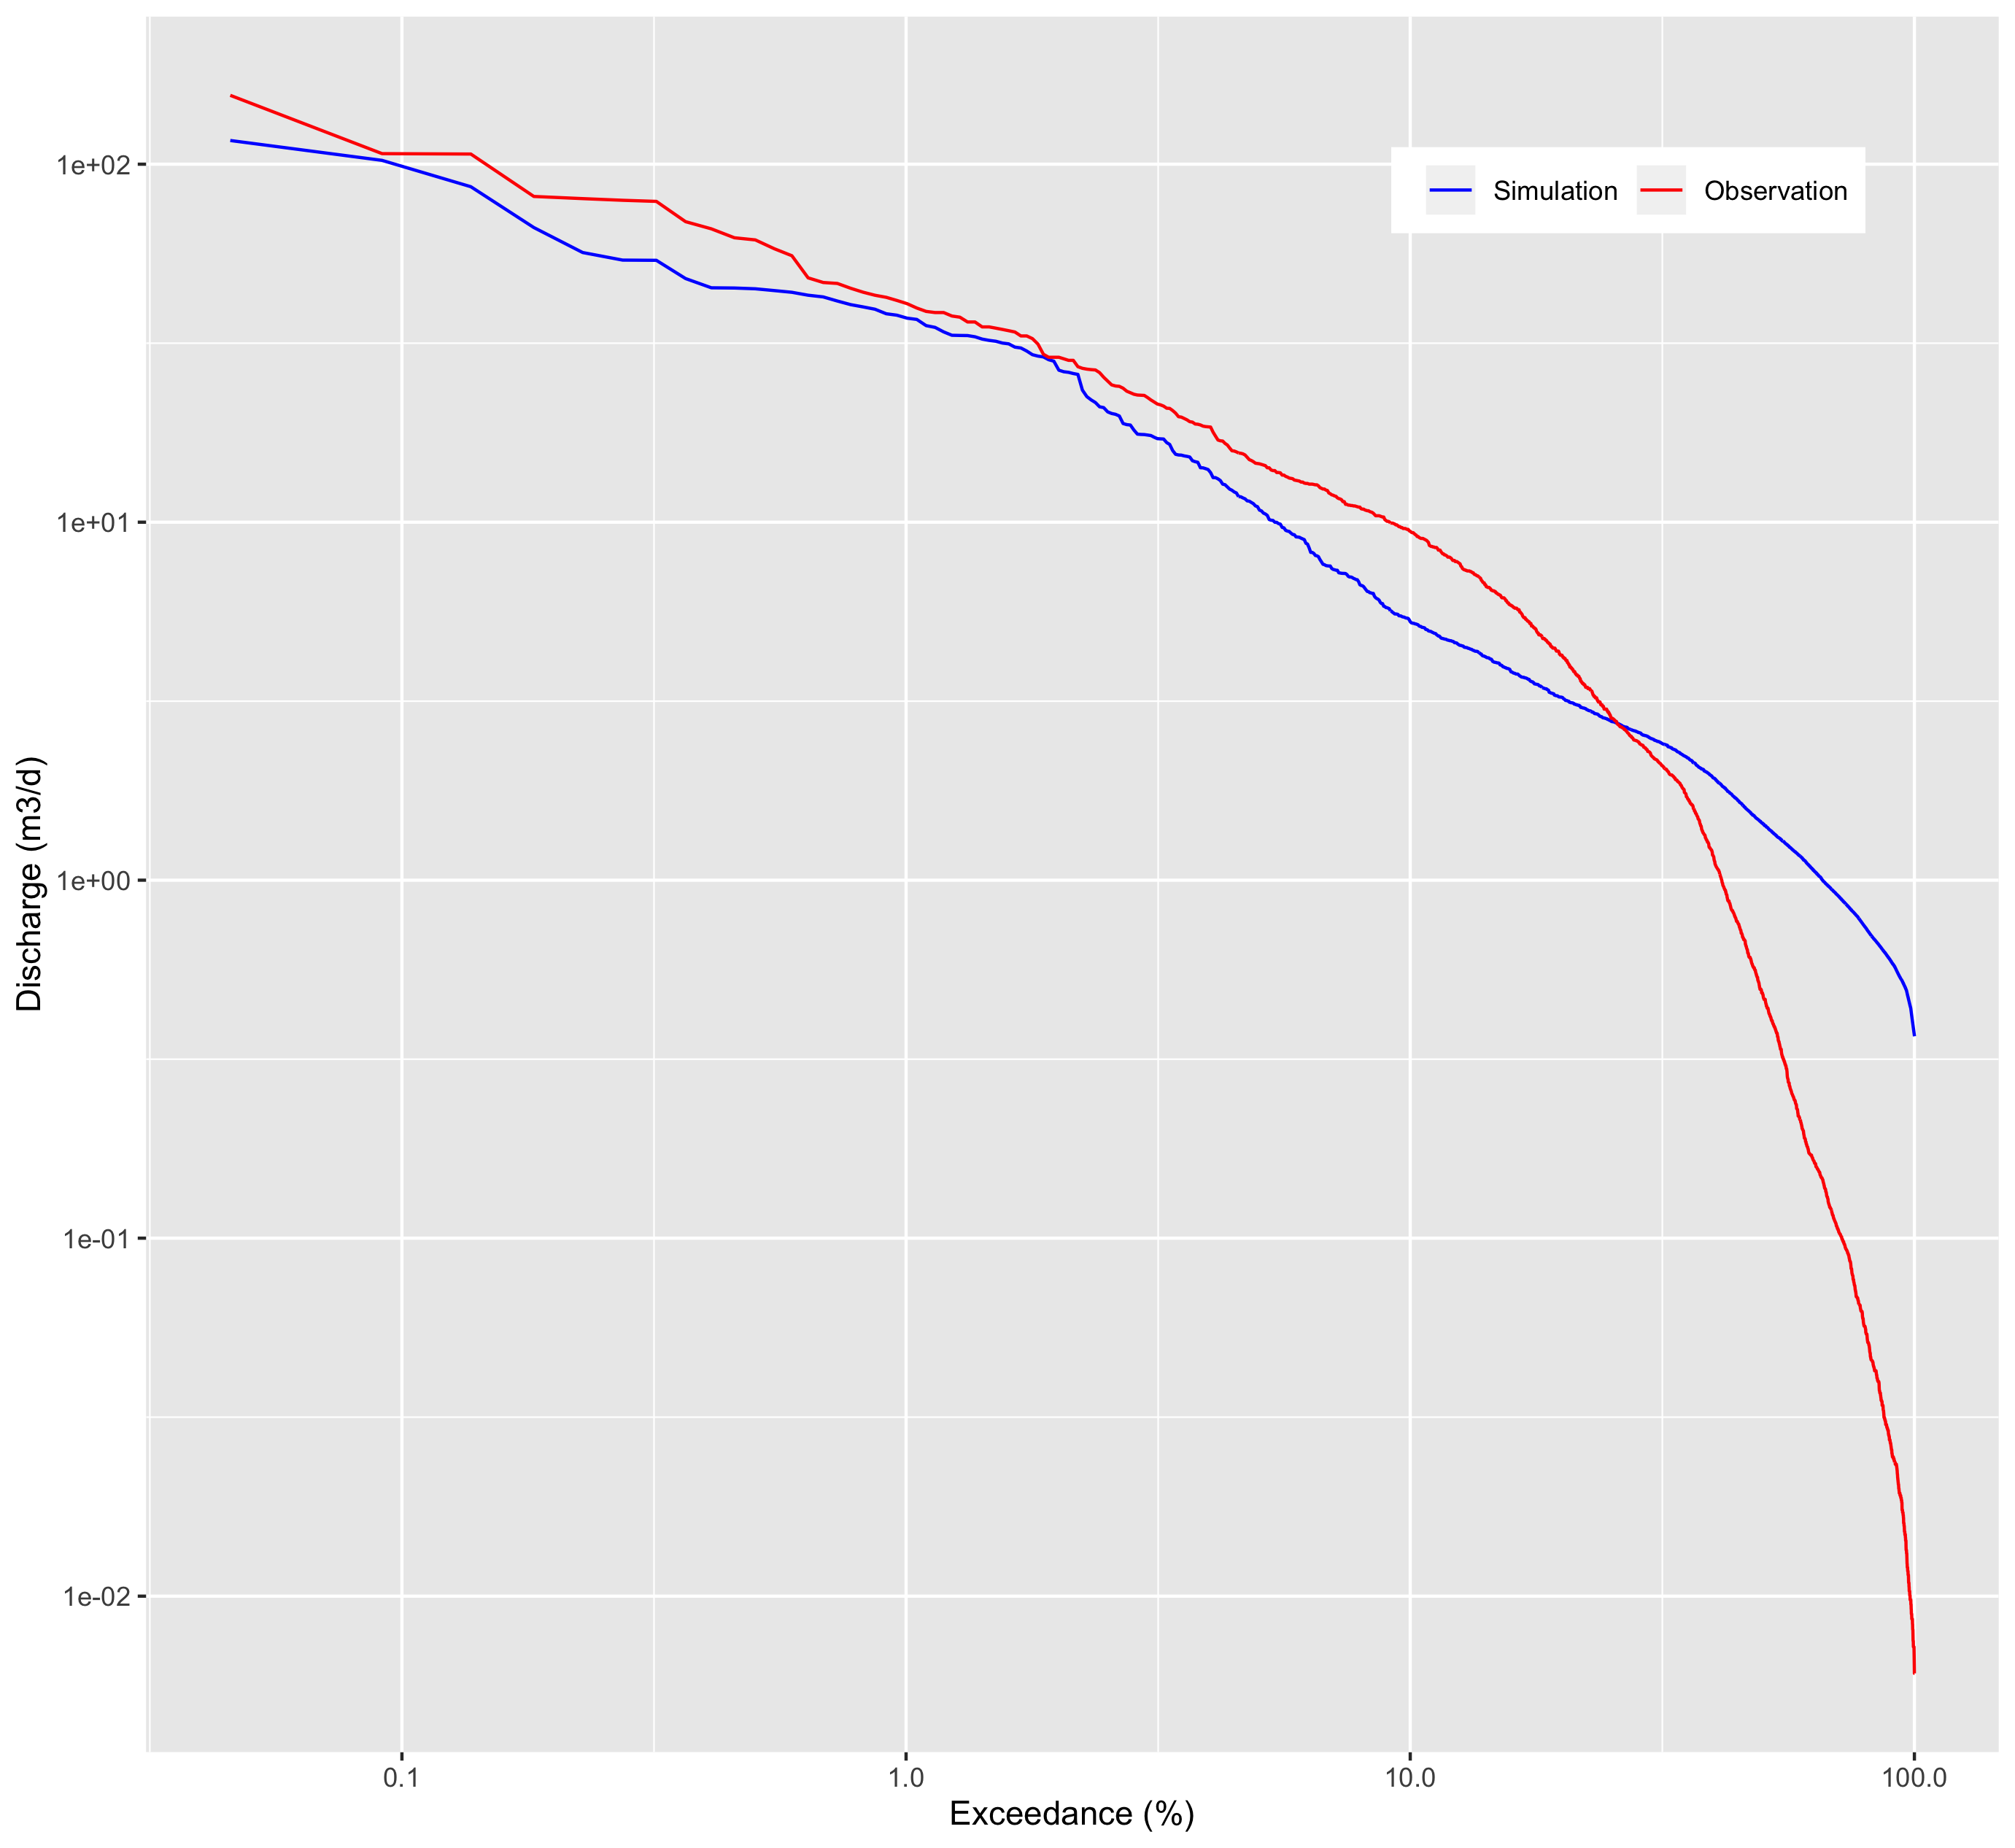 1e+02
Simulation Observation
1e+01
1e+00
1e-01
1e-02
Discharge (m3/d)
0.1 1.0 10.0 100.0
Exceedance (%)